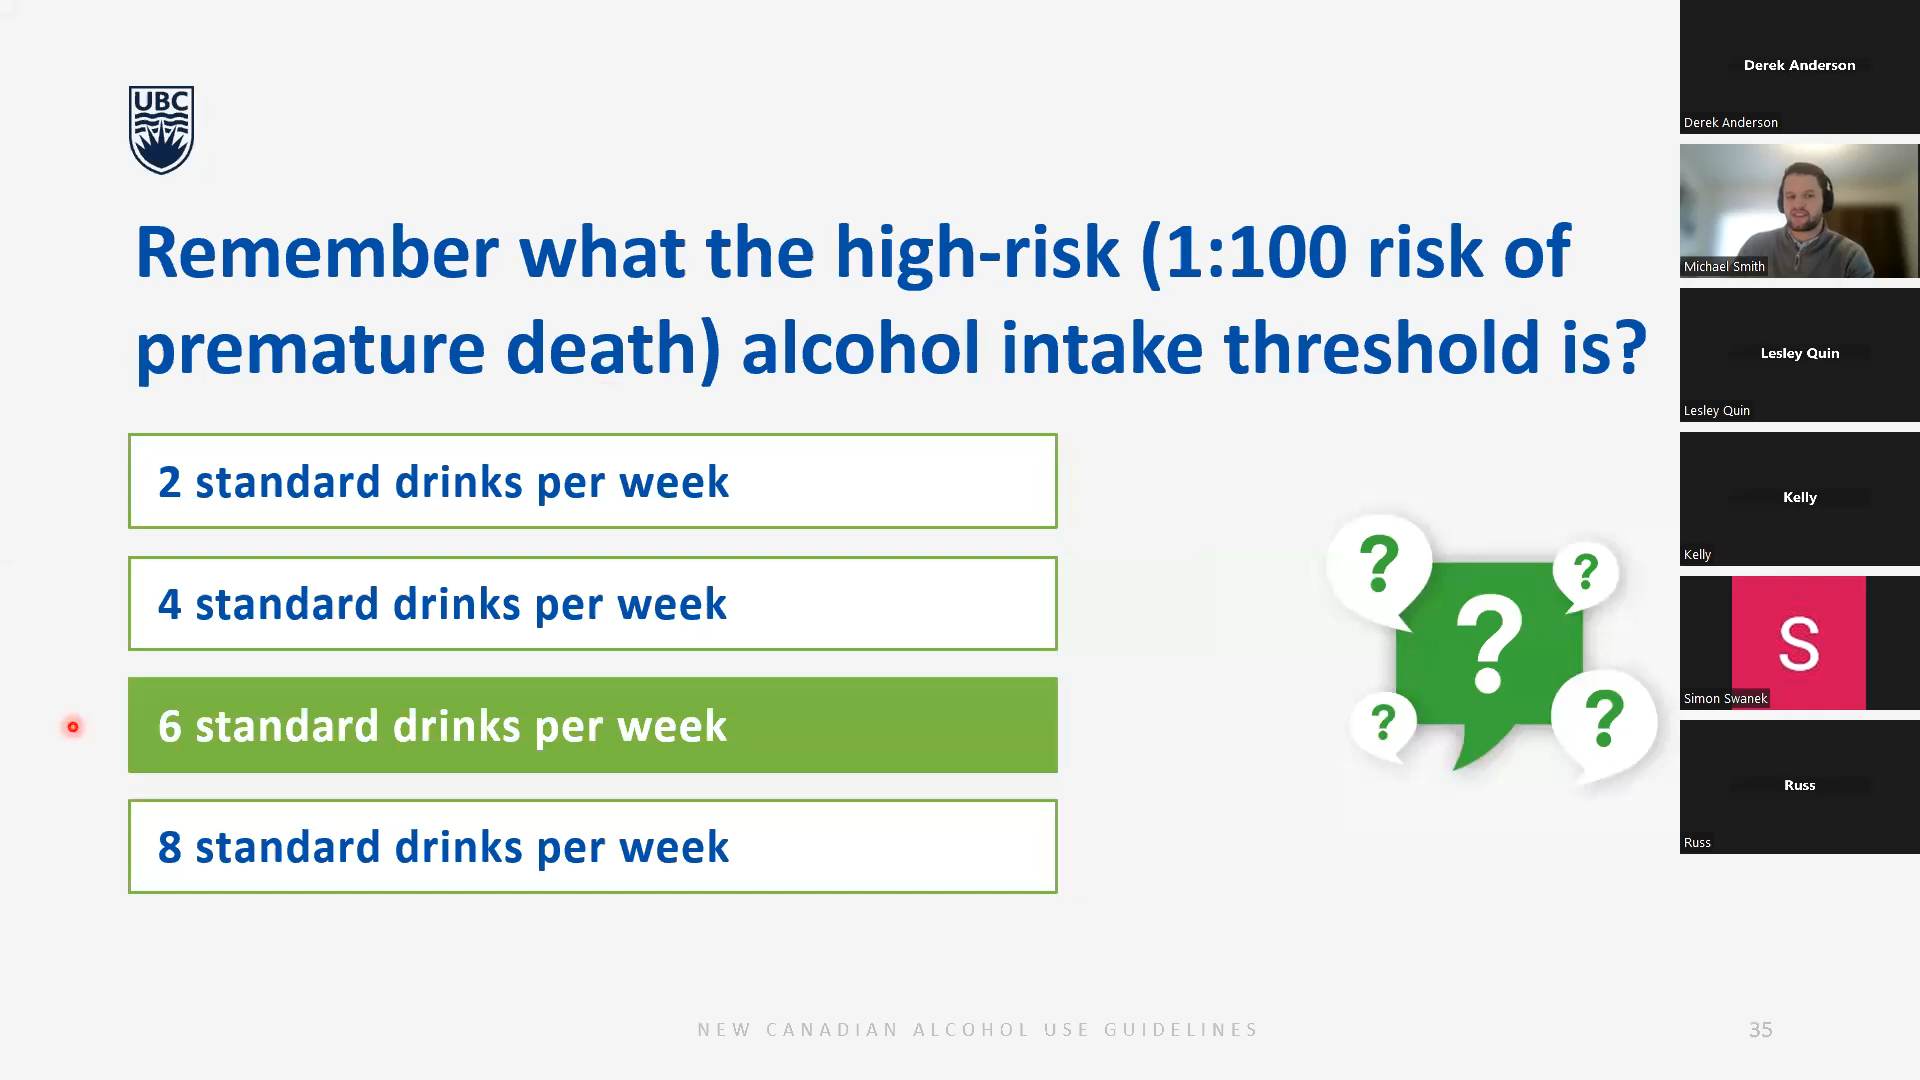 UBC
Remember what the high-risk (1:100 risk of
premature death) alcohol intake threshold is?
2 standard drinks per week
4 standard drinks per week
6 standard drinks per week
8 standard drinks per week
?
?
?
?
?
NEW CANADIAN ALCOHOL USE GUIDELINES
35
Derek Anderson
Derek Anderson
Michael Smith
Lesley Quin
Lesley Quin
Kelly
Kelly
S
Simon Swanek
Russ
Russ